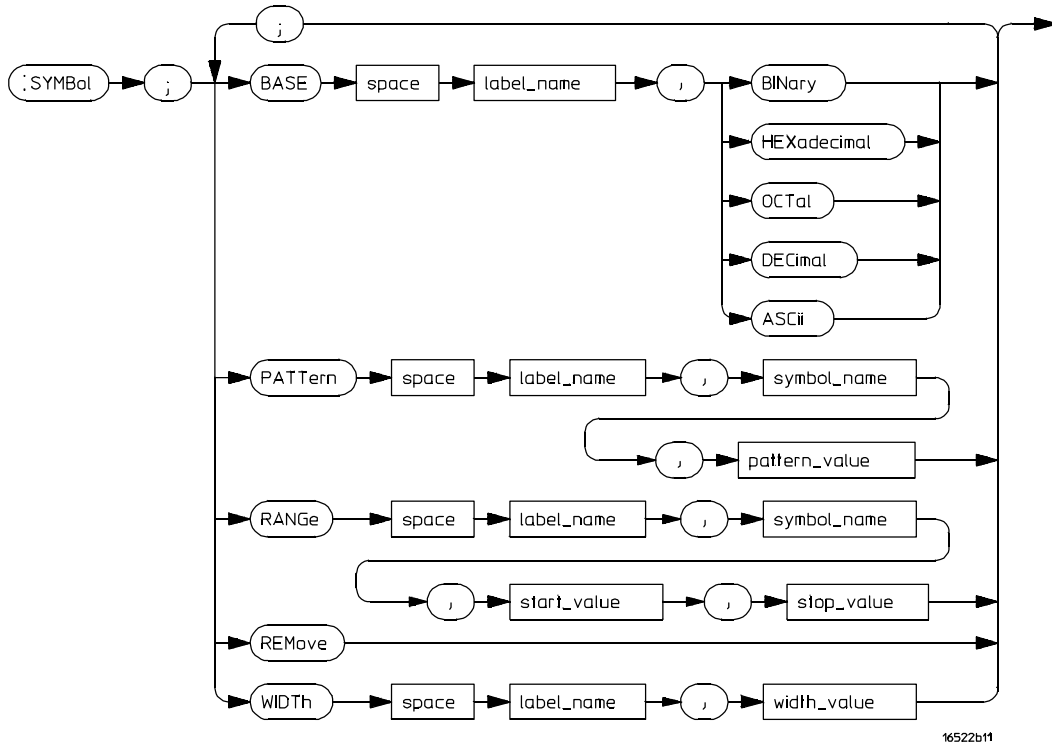 ;
:SYMBol ; BASE space label_name , BINary
HEXadecimal
OCTal
DECimal
ASCii
PATTern space label_name , symbol_name
, pattern_value
RANGe space label_name , symbol_name
, start_value , stop_value
REMove
WIDTh space label_name , width_value
16522b11